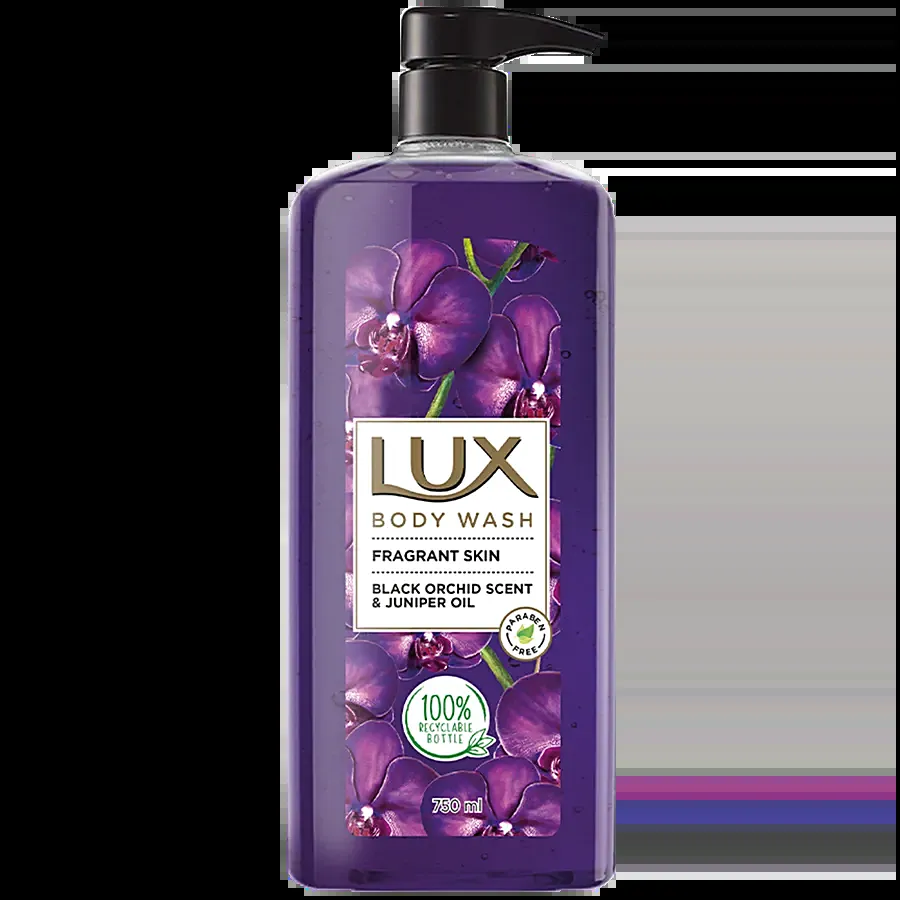 LUX
BODY WASH
FRAGRANT SKIN
BLACK ORCHID SCENT
& JUNIPER OIL
PARABEN
FREE
100%
RECYCLABLE
BOTTLE
750 ml